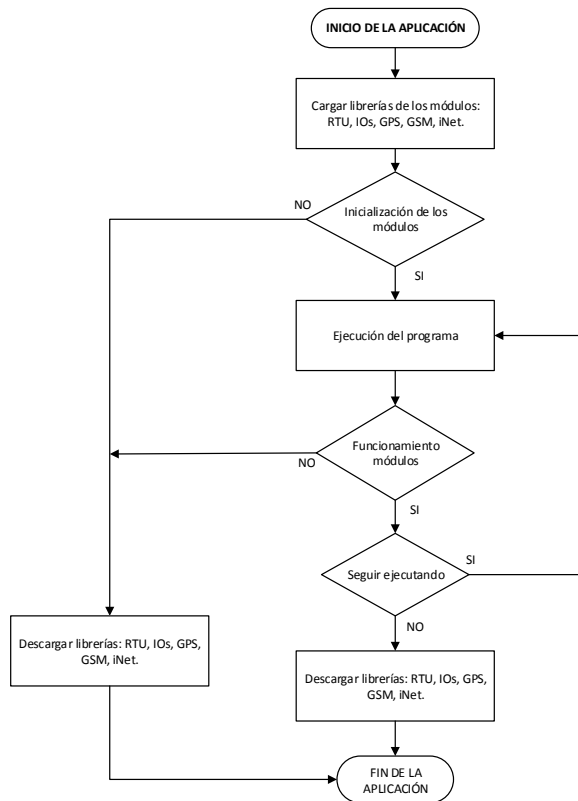 INICIO DE LA APLICACIÓN
Cargar librerías de los módulos:
RTU, IOs, GPS, GSM, iNet.
NO
Inicialización de los
módulos
SI
Ejecución del programa
Funcionamiento
módulos
NO
SI
Seguir ejecutando
SI
NO
Descargar librerías: RTU, IOs, GPS,
GSM, iNet.
Descargar librerías: RTU, IOs, GPS,
GSM, iNet.
FIN DE LA
APLICACIÓN